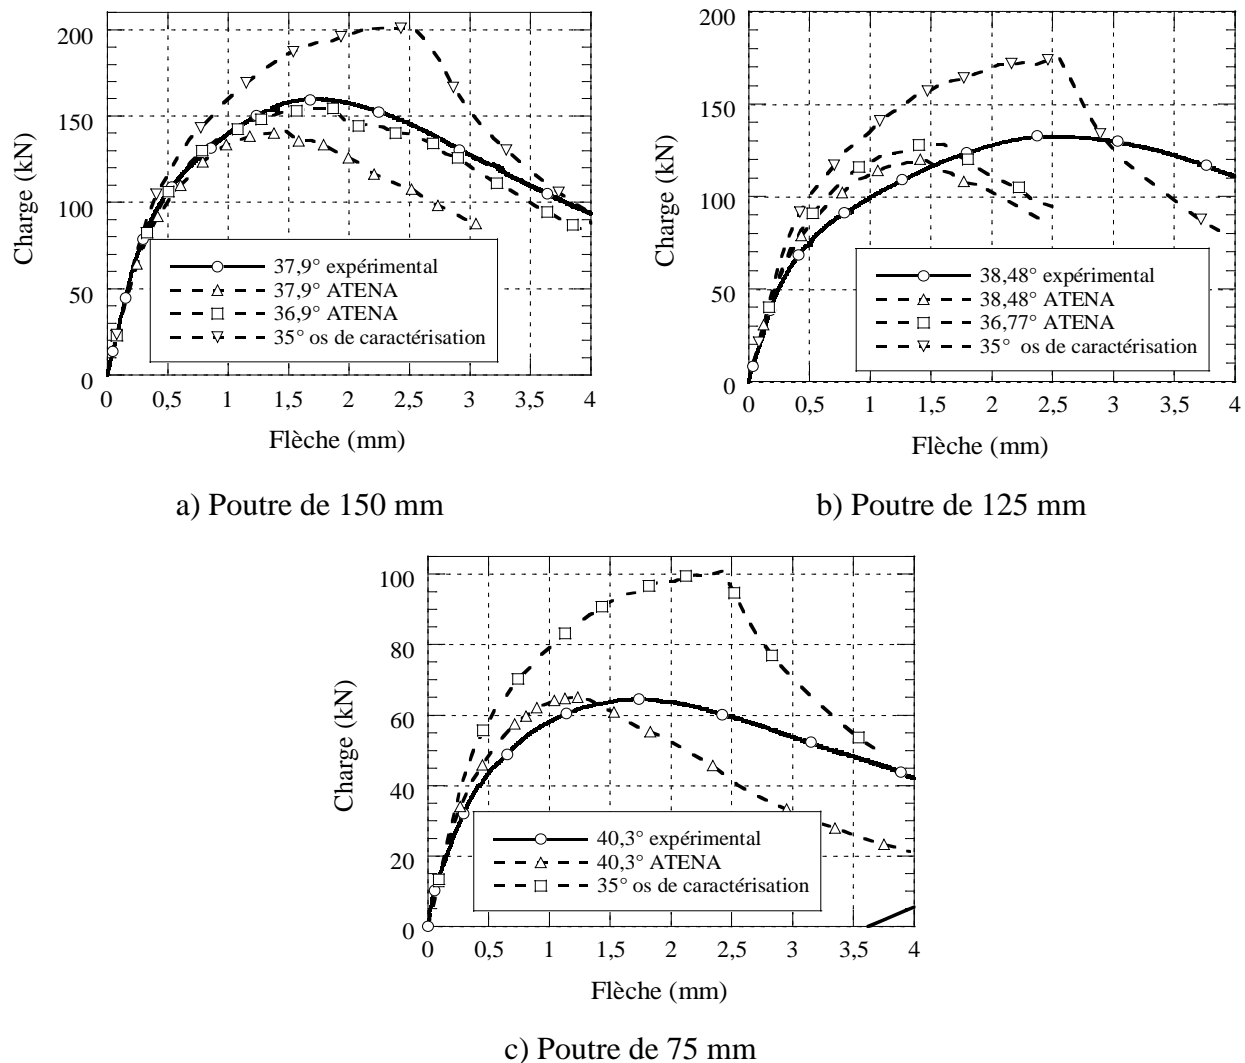 200
150
100
50
0
Charge (kN)
37,9° expérimental
37,9° ATENA
36,9° ATENA
35° os de caractérisation
0 0,5 1 1,5 2 2,5 3 3,5 4
Flèche (mm)
a) Poutre de 150 mm
200
150
100
50
0
Charge (kN)
38,48° expérimental
38,48° ATENA
36,77° ATENA
35° os de caractérisation
0 0,5 1 1,5 2 2,5 3 3,5 4
Flèche (mm)
b) Poutre de 125 mm
100
80
60
40
20
0
Charge (kN)
40,3° expérimental
40,3° ATENA
35° os de caractérisation
0 0,5 1 1,5 2 2,5 3 3,5 4
Flèche (mm)
c) Poutre de 75 mm